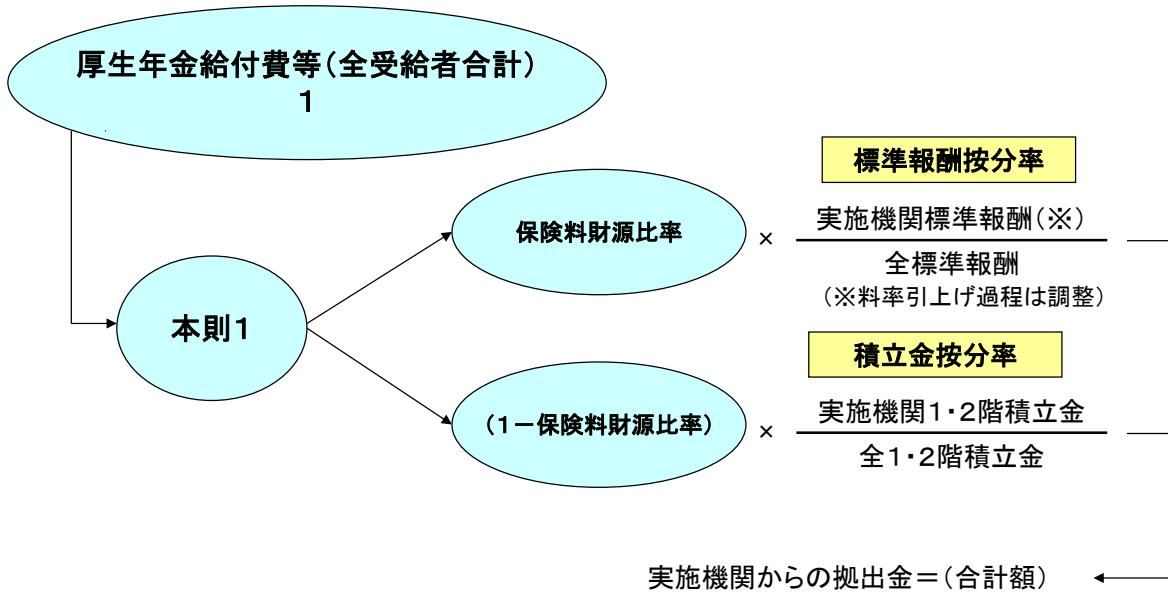 厚生年金給付費等（全受給者合計）
1
標準報酬按分率
保険料財源比率
×
実施機関標準報酬（※）
全標準報酬
（※料率引上げ過程は調整）
本則1
積立金按分率
（1－保険料財源比率）
×
実施機関1・2階積立金
全1・2階積立金
実施機関からの拠出金＝（合計額）